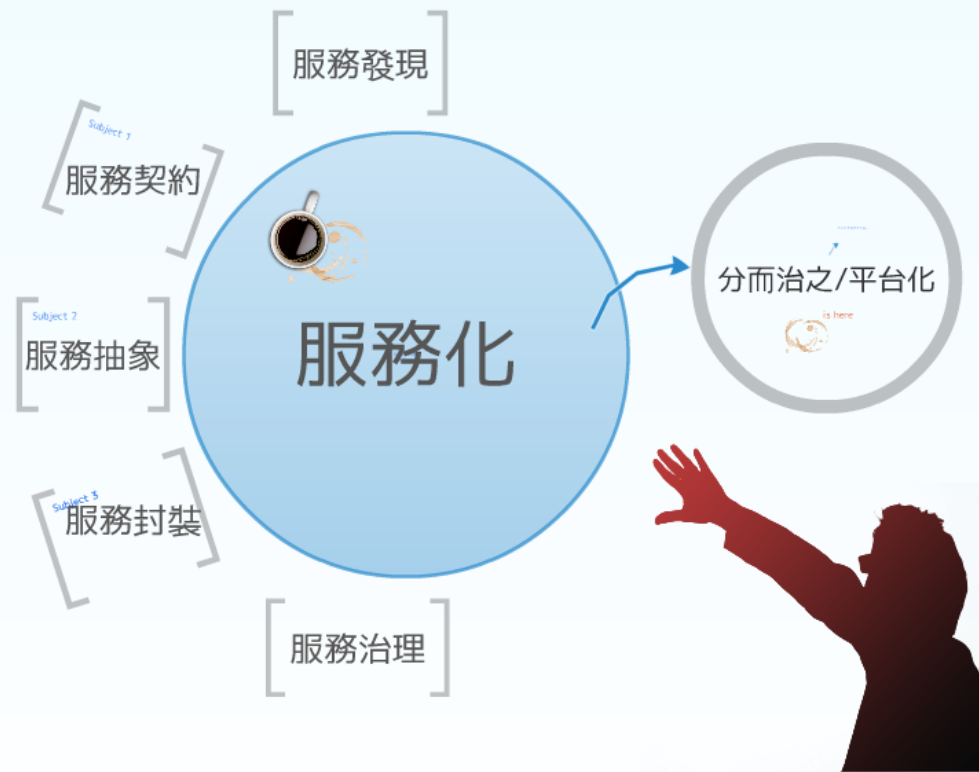 服務發現
Subject 1
服務契約
Subject 2
服務抽象
Subject 3
服務封裝
服務治理
服務化
分而治之/平台化
is here